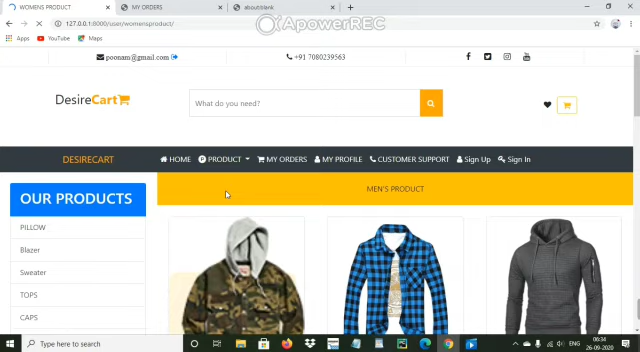 WOMENS PRODUCT
MY ORDERS
about:blank
127.0.0.1:8000/user/womensproduct/
ApowerREC
Apps YouTube Maps
poonam@gmail.com
+91 7080239563
DesireCart
What do you need?
DESIRECART
HOME PRODUCT MY ORDERS MY PROFILE CUSTOMER SUPPORT Sign Up Sign In
OUR PRODUCTS
MEN'S PRODUCT
PILLOW
Blazer
Sweater
TOPS
CAPS
Type here to search
ENG
00:34
26-09-2020